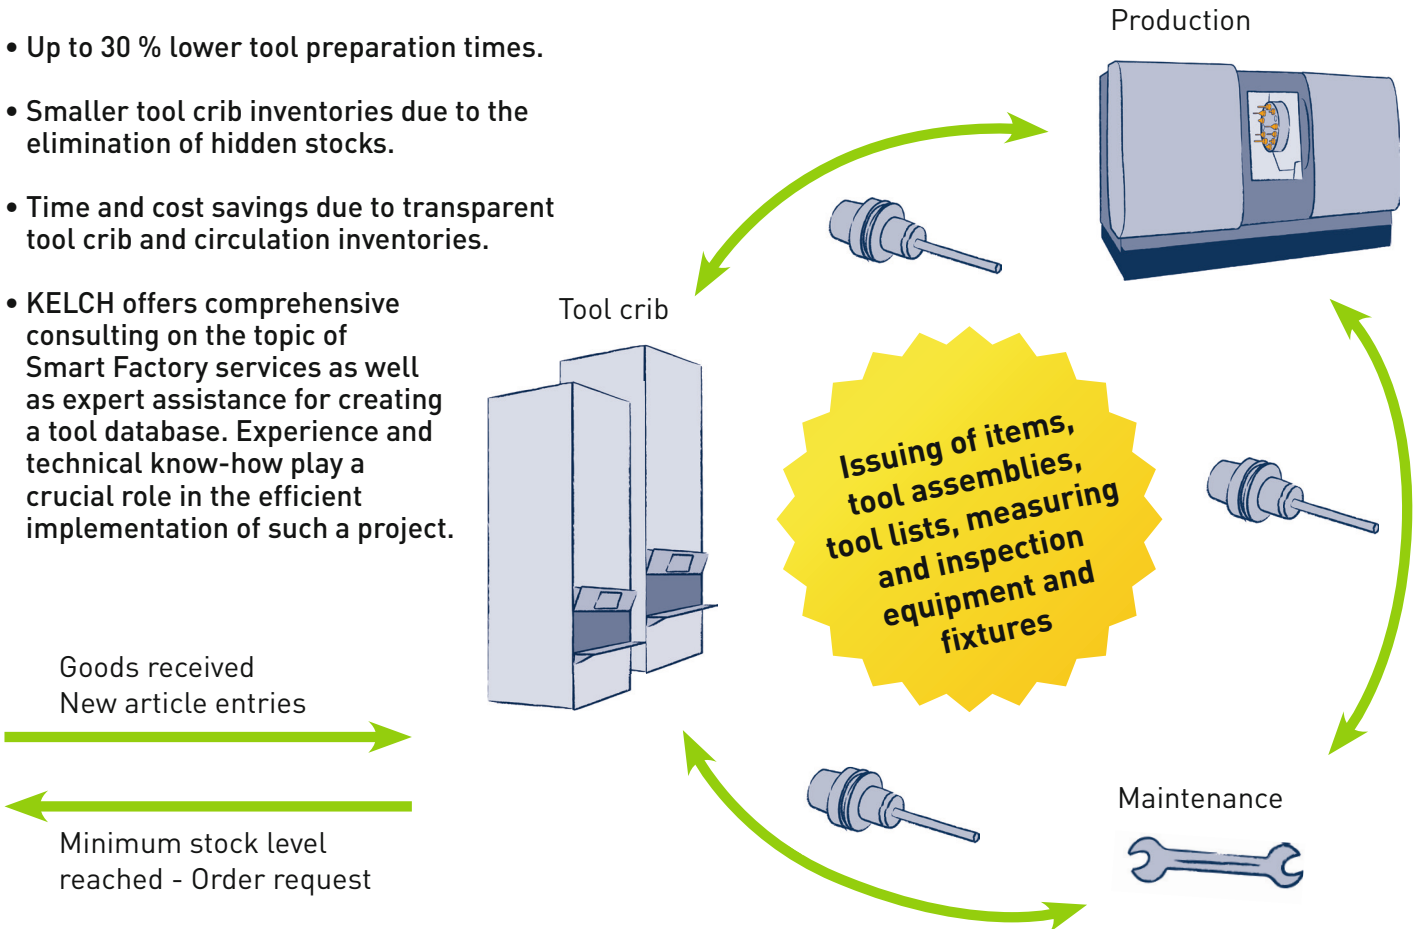 • Up to 30 % lower tool preparation times.
• Smaller tool crib inventories due to the
elimination of hidden stocks.
• Time and cost savings due to transparent
tool crib and circulation inventories.
• KELCH offers comprehensive
consulting on the topic of
Smart Factory services as well
as expert assistance for creating
a tool database. Experience and
technical know-how play a
crucial role in the efficient
implementation of such a project.
Goods received
New article entries
Minimum stock level
reached - Order request
Tool crib
Production
Issuing of items,
tool assemblies,
tool lists, measuring
and inspection
equipment and
fixtures
Maintenance